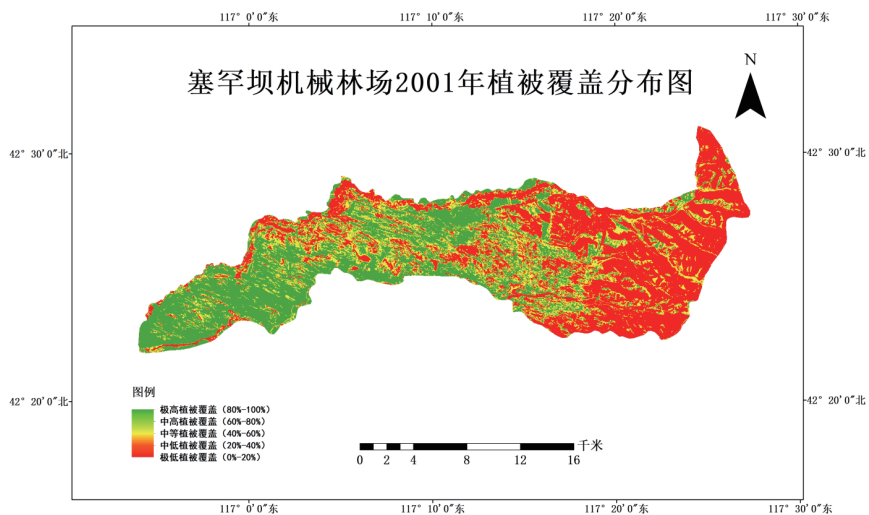 117° 0′0″东
117° 10′0″东
117° 20′0″东
117° 30′0″东
塞罕坝机械林场2001年植被覆盖分布图
N
42° 30′0″北
42° 30′0″北
42° 20′0″北
42° 20′0″北
图例
极高植被覆盖（80%-100%）
中高植被覆盖（60%-80%）
中等植被覆盖（40%-60%）
中低植被覆盖（20%-40%）
极低植被覆盖（0%-20%）
千米
0 2 4 8 12 16
117° 0′0″东
117° 10′0″东
117° 20′0″东
117° 30′0″东